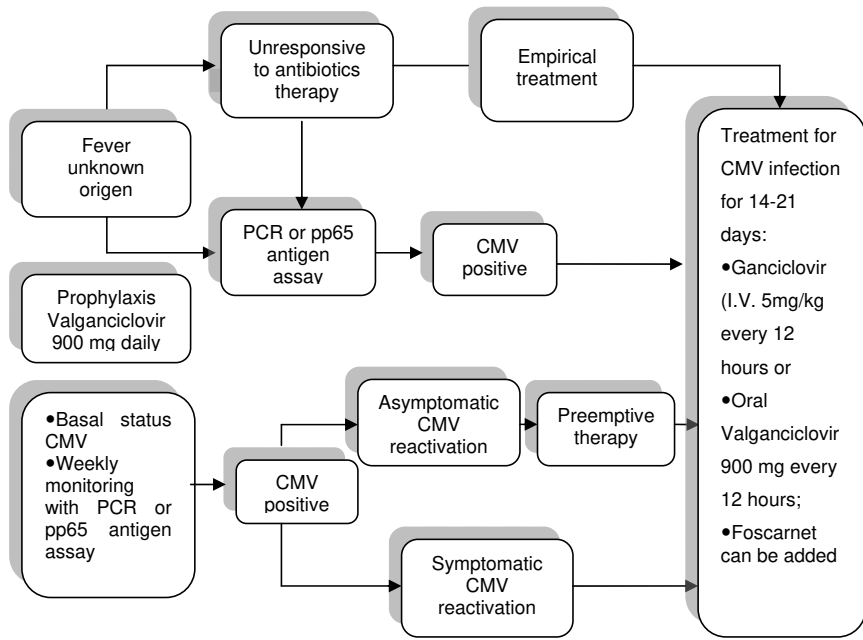 Unresponsive
to antibiotics
therapy
Empirical
treatment
Fever
unknown
origen
PCR or pp65
antigen
assay
CMV
positive
Prophylaxis
Valganciclovir
900 mg daily
●Basal status
CMV
●Weekly
monitoring
with PCR or
pp65 antigen
assay
CMV
positive
Asymptomatic
CMV
reactivation
Preemptive
therapy
Symptomatic
CMV
reactivation
Treatment for
CMV infection
for 14-21
days:
●Ganciclovir
(I.V. 5mg/kg
every 12
hours or
●Oral
Valganciclovir
900 mg every
12 hours;
●Foscarnet
can be added